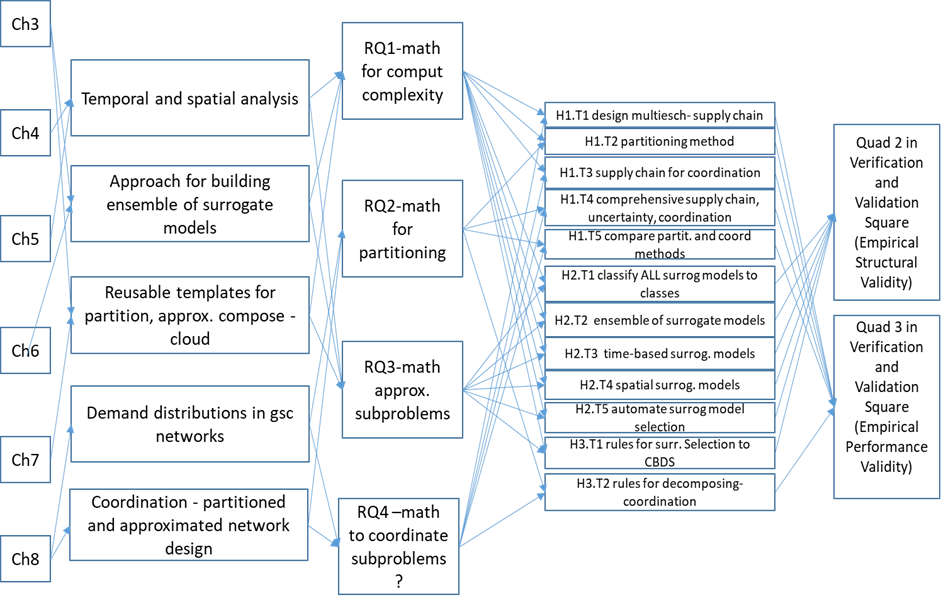 Ch3
Ch4
Ch5
Ch6
Ch7
Ch8
Temporal and spatial analysis
Approach for building
ensemble of surrogate
models
Reusable templates for
partition, approx. compose -
cloud
Demand distributions in gsc
networks
Coordination - partitioned
and approximated network
design
RQ1-math
for comput
complexity
RQ2-math
for
partitioning
RQ3-math
approx.
subproblems
RQ4 –math
to coordinate
subproblems
?
H1.T1 design multiesch- supply chain
H1.T2 partitioning method
H1.T3 supply chain for coordination
H1.T4 comprehensive supply chain,
uncertainty, coordination
H1.T5 compare partit. and coord
methods
H2.T1 classify ALL surrog models to
classes
H2.T2 ensemble of surrogate models
H2.T3 time-based surrog. models
H2.T4 spatial surrog. models
H2.T5 automate surrog model
selection
H3.T1 rules for surr. Selection to
CBDS
H3.T2 rules for decomposing-
coordination
Quad 2 in
Verification
and
Validation
Square
(Empirical
Structural
Validity)
Quad 3 in
Verification
and
Validation
Square
(Empirical
Performance
Validity)